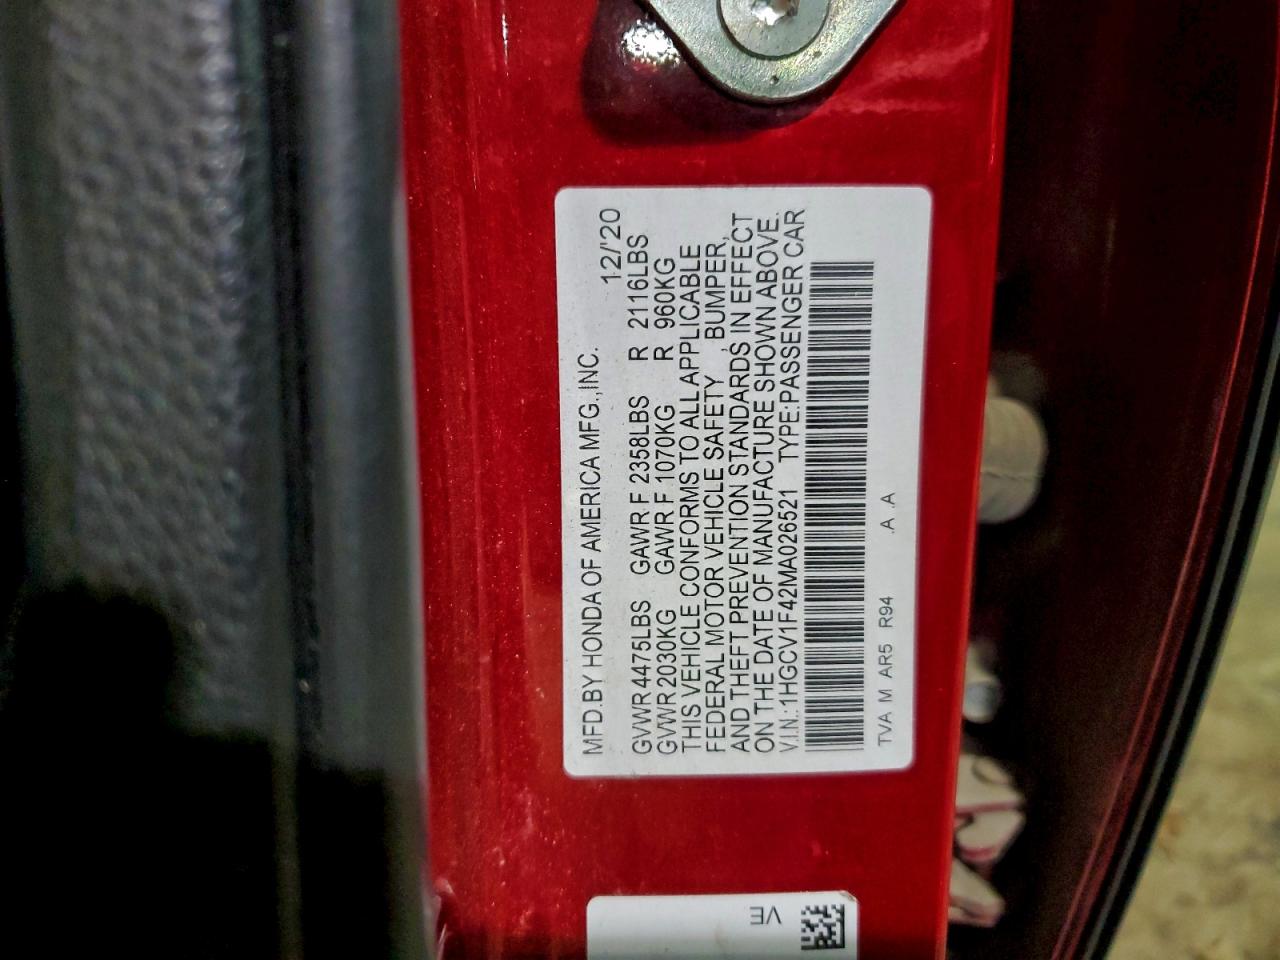 MFD.BY HONDA OF AMERICA MFG.,INC. 12/'20
GVWR 4475LBS GAWR F 2358LBS R 2116LBS
GVWR 2030KG GAWR F 1070KG R 960KG
THIS VEHICLE CONFORMS TO ALL APPLICABLE
FEDERAL MOTOR VEHICLE SAFETY, BUMPER,
AND THEFT PREVENTION STANDARDS IN EFFECT
ON THE DATE OF MANUFACTURE SHOWN ABOVE.
V.I.N.:1HGCV1F42MA026521 TYPE:PASSENGER CAR
TVA M AR5 R94 .A .A
VE